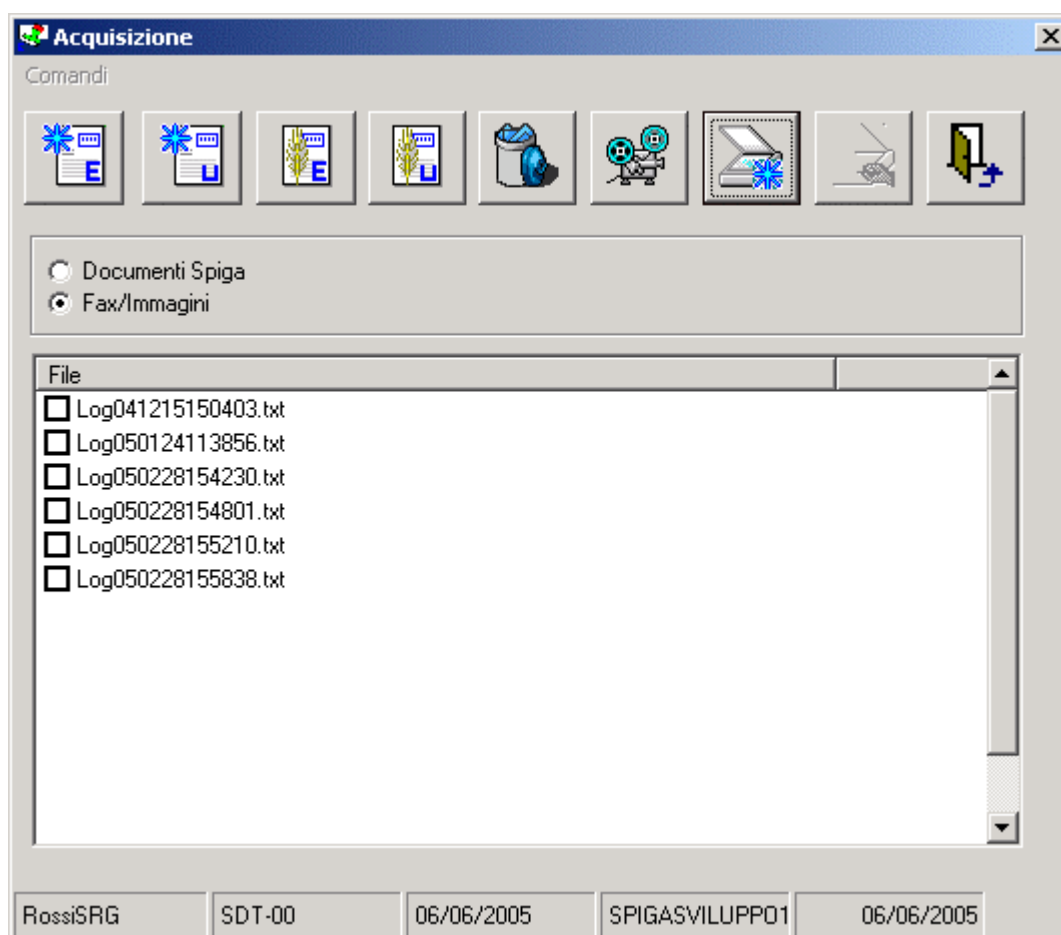 Acquisizione
Comandi
E U E U
Documenti Spiga
Fax/Immagini
File
Log041215150403.txt
Log050124113856.txt
Log050228154230.txt
Log050228154801.txt
Log050228155210.txt
Log050228155838.txt
RossiSRG SDT-00 06/06/2005 SPIGASVILUPPO1 06/06/2005